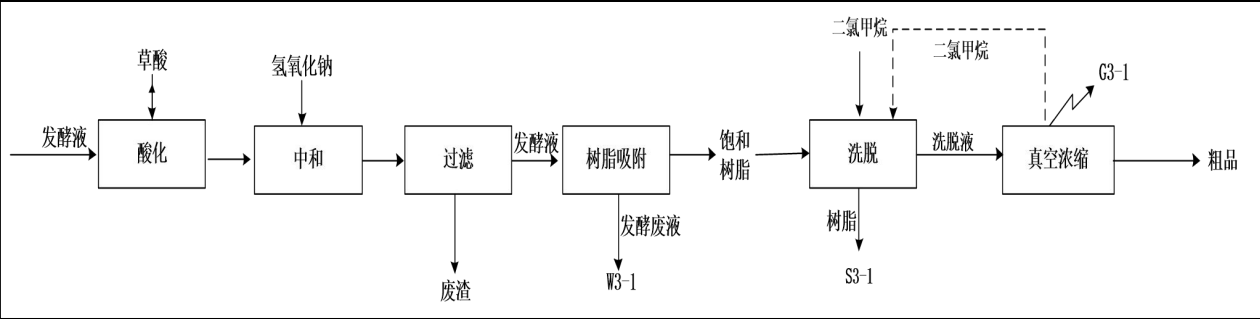 二氯甲烷
二氯甲烷
草酸
氢氧化钠
G3-1
发酵液
酸化
中和
过滤
发酵液
树脂吸附
饱和
树脂
洗脱
洗脱液
真空浓缩
粗品
发酵废液
树脂
废渣
W3-1
S3-1